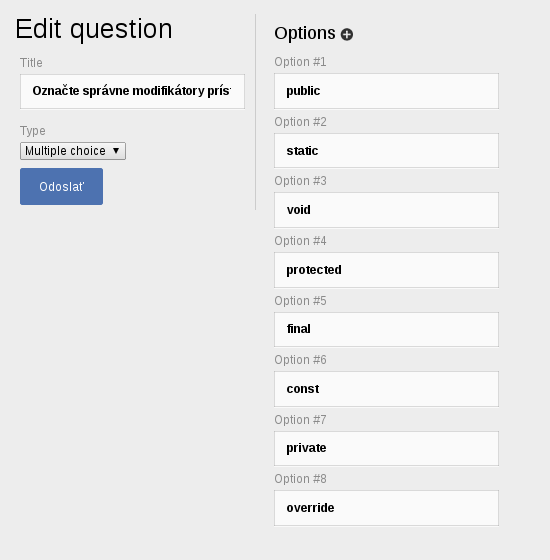 Edit question
Title
Označte správne modifikátory
Type
Multiple choice
Odoslať
Options
Option #1
public
Option #2
static
Option #3
void
Option #4
protected
Option #5
final
Option #6
const
Option #7
private
Option #8
override